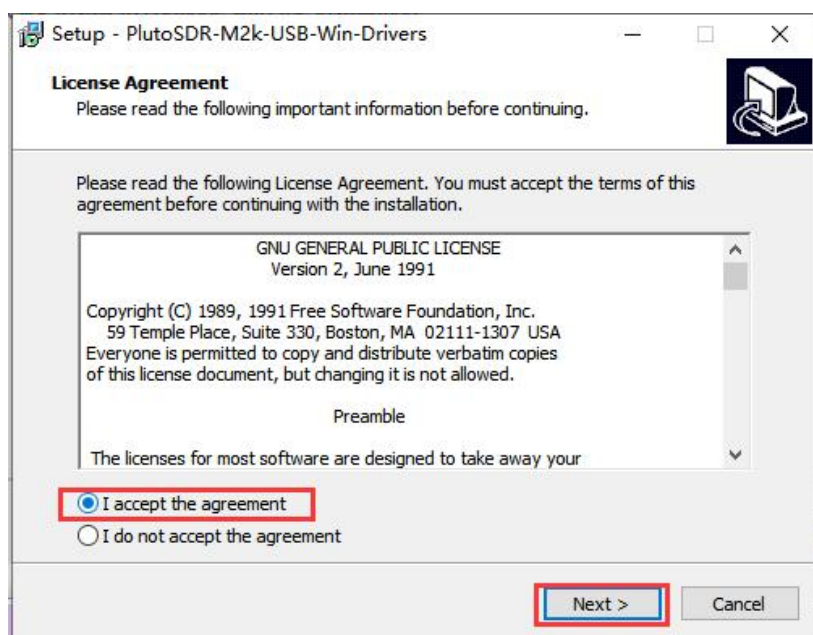 Setup - PlutoSDR-M2k-USB-Win-Drivers
License Agreement
Please read the following important information before continuing.
Please read the following License Agreement. You must accept the terms of this
agreement before continuing with the installation.
GNU GENERAL PUBLIC LICENSE
Version 2, June 1991
Copyright (C) 1989, 1991 Free Software Foundation, Inc.
59 Temple Place, Suite 330, Boston, MA 02111-1307 USA
Everyone is permitted to copy and distribute verbatim copies
of this license document, but changing it is not allowed.
Preamble
The licenses for most software are designed to take away your
I accept the agreement
I do not accept the agreement
Next >
Cancel